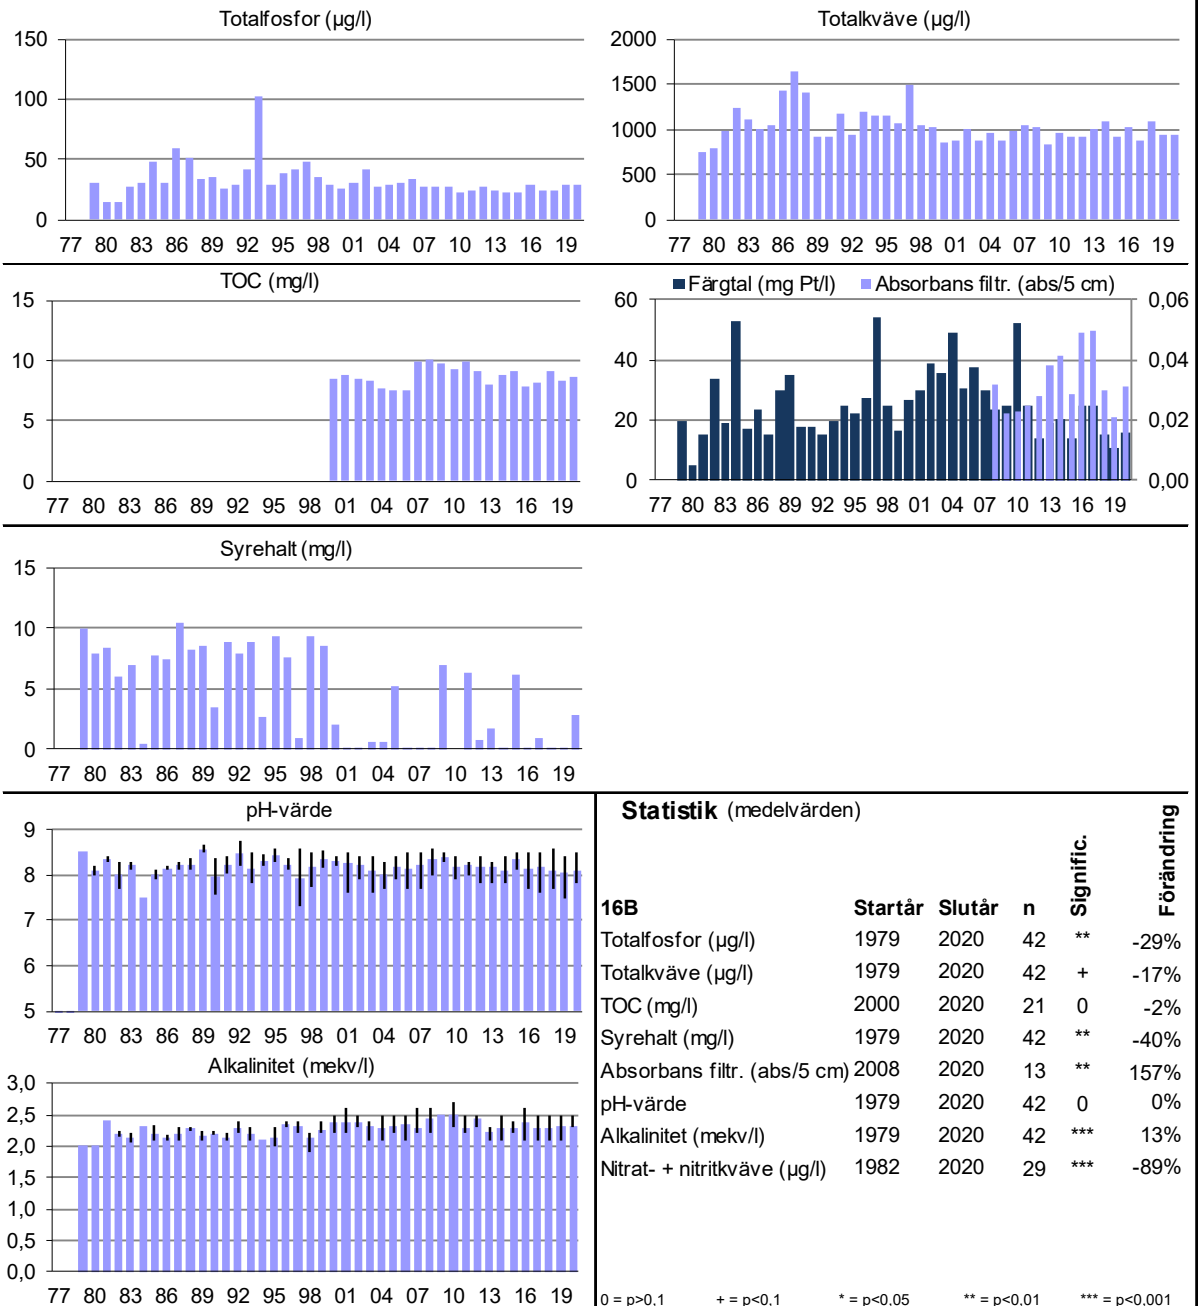 Totalfosfor (µg/l)
150
100
50
0
77 80 83 86 89 92 95 98 01 04 07 10 13 16 19
Totalkväve (µg/l)
2000
1500
1000
500
0
77 80 83 86 89 92 95 98 01 04 07 10 13 16 19
TOC (mg/l)
15
10
5
0
77 80 83 86 89 92 95 98 01 04 07 10 13 16 19
Färgtal (mg Pt/l) Absorbans filtr. (abs/5 cm)
60 0,06
40 0,04
20 0,02
0 0,00
77 80 83 86 89 92 95 98 01 04 07 10 13 16 19
Syrehalt (mg/l)
15
10
5
0
77 80 83 86 89 92 95 98 01 04 07 10 13 16 19
pH-värde
9
8
7
6
5
77 80 83 86 89 92 95 98 01 04 07 10 13 16 19
Alkalinitet (mekv/l)
3,0
2,5
2,0
1,5
1,0
0,5
0,0
77 80 83 86 89 92 95 98 01 04 07 10 13 16 19
Statistik (medelvärden)
16B Startår Slutår n Signific. Förändring
Totalfosfor (µg/l) 1979 2020 42 ** -29%
Totalkväve (µg/l) 1979 2020 42 + -17%
TOC (mg/l) 2000 2020 21 0 -2%
Syrehalt (mg/l) 1979 2020 42 ** -40%
Absorbans filtr. (abs/5 cm) 2008 2020 13 ** 157%
pH-värde 1979 2020 42 0 0%
Alkalinitet (mekv/l) 1979 2020 42 *** 13%
Nitrat- + nitritkväve (µg/l) 1982 2020 29 *** -89%
0 = p>0,1 + = p<0,1 * = p<0,05 ** = p<0,01 *** = p<0,001